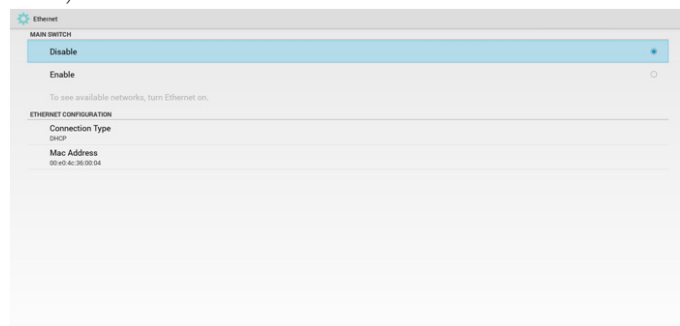 Ethernet
MAIN SWITCH
Disable
Enable
To see available networks, turn Ethernet on.
ETHERNET CONFIGURATION
Connection Type
DHCP
Mac Address
00:e0:4c:36:00:04